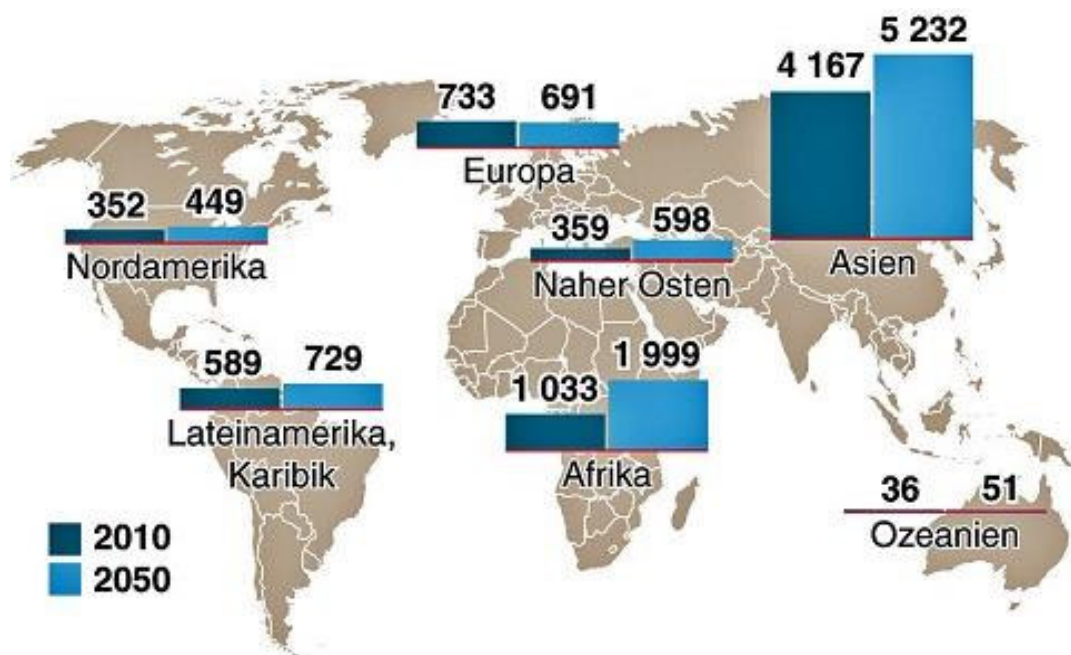 5 232
4 167
733 691
Europa
352 449
Nordamerika
359 598
Naher Osten
Asien
589 729
Lateinamerika,
Karibik
1 999
1 033
Afrika
36 51
Ozeanien
2010
2050